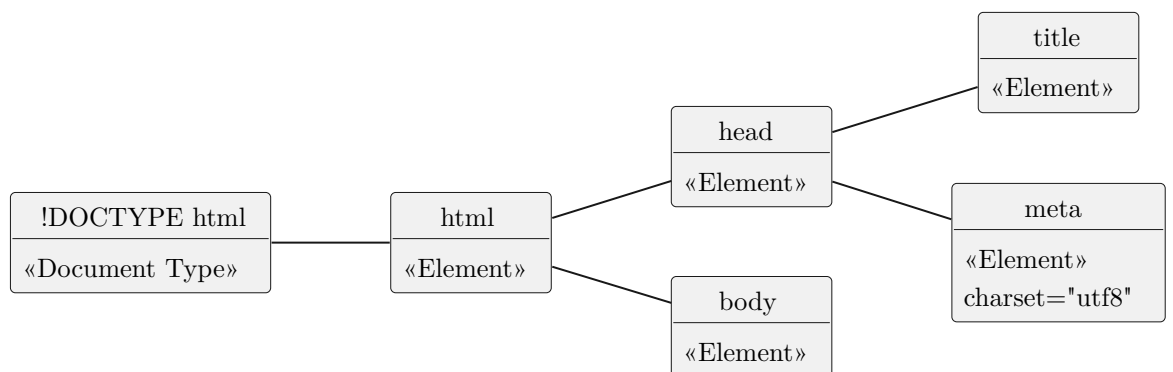 !DOCTYPE html
«Document Type»
html
«Element»
head
«Element»
body
«Element»
title
«Element»
meta
«Element»
charset="utf8"